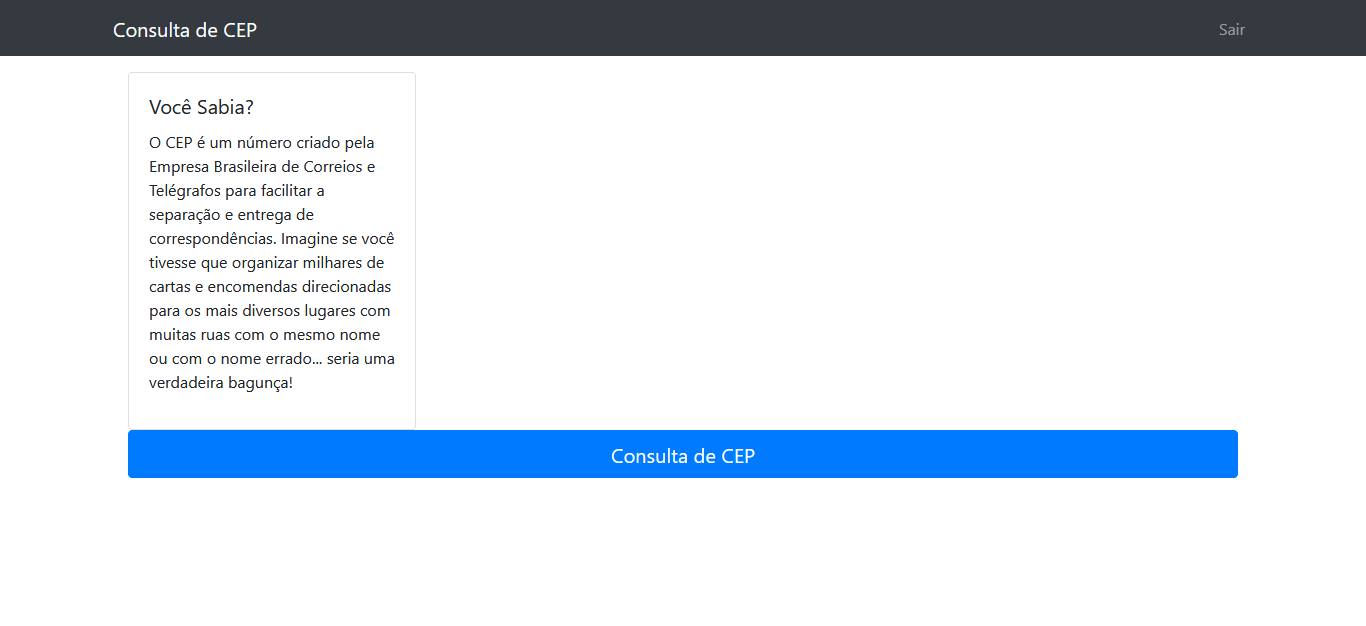 Consulta de CEP
Sair
Você Sabia?
O CEP é um número criado pela
Empresa Brasileira de Correios e
Telégrafos para facilitar a
separação e entrega de
correspondências. Imagine se você
tivesse que organizar milhares de
cartas e encomendas direcionadas
para os mais diversos lugares com
muitas ruas com o mesmo nome
ou com o nome errado... seria uma
verdadeira bagunça!
Consulta de CEP